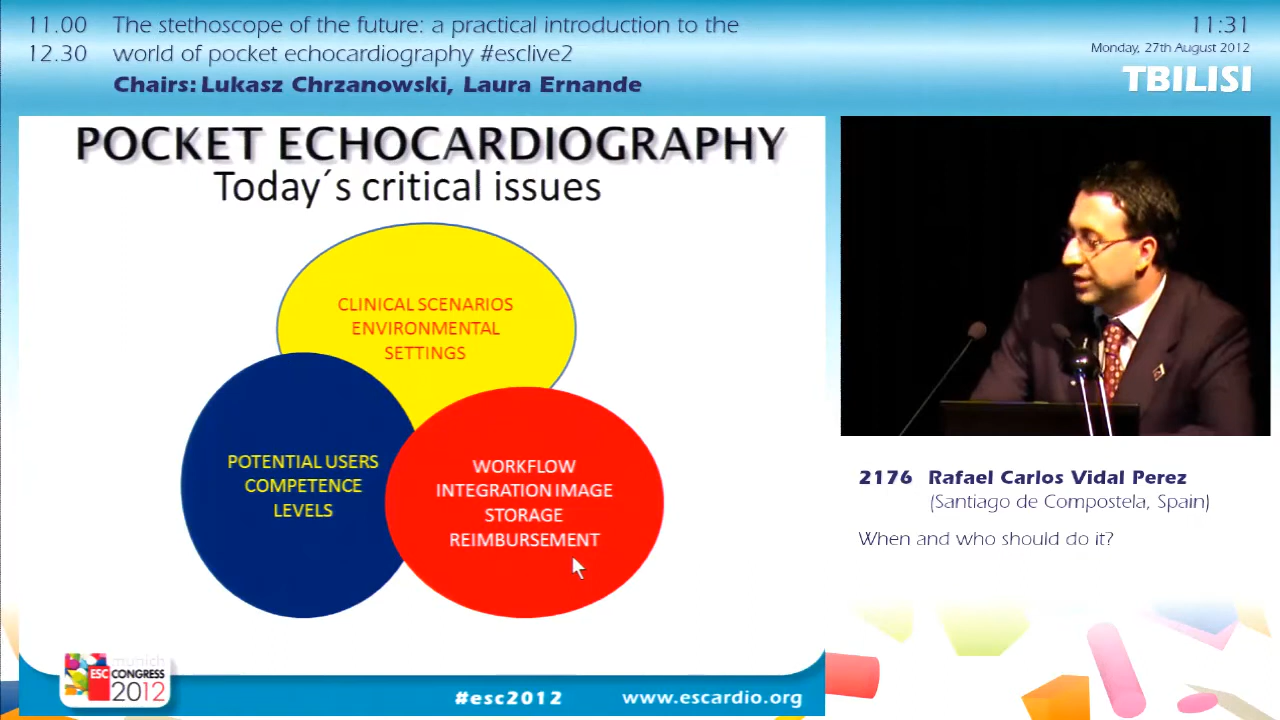 11.00 The stethoscope of the future: a practical introduction to the
12.30 world of pocket echocardiography #esclive2
Chairs: Lukasz Chrzanowski, Laura Ernande
11:31
Monday, 27th August 2012
TBILISI
POCKET ECHOCARDIOGRAPHY
Today´s critical issues
CLINICAL SCENARIOS
ENVIRONMENTAL
SETTINGS
POTENTIAL USERS
COMPETENCE
LEVELS
WORKFLOW
INTEGRATION IMAGE
STORAGE
REIMBURSEMENT
2176 Rafael Carlos Vidal Perez
(Santiago de Compostela, Spain)
When and who should do it?
munich
ESC CONGRESS
2012
#esc2012
www.escardio.org